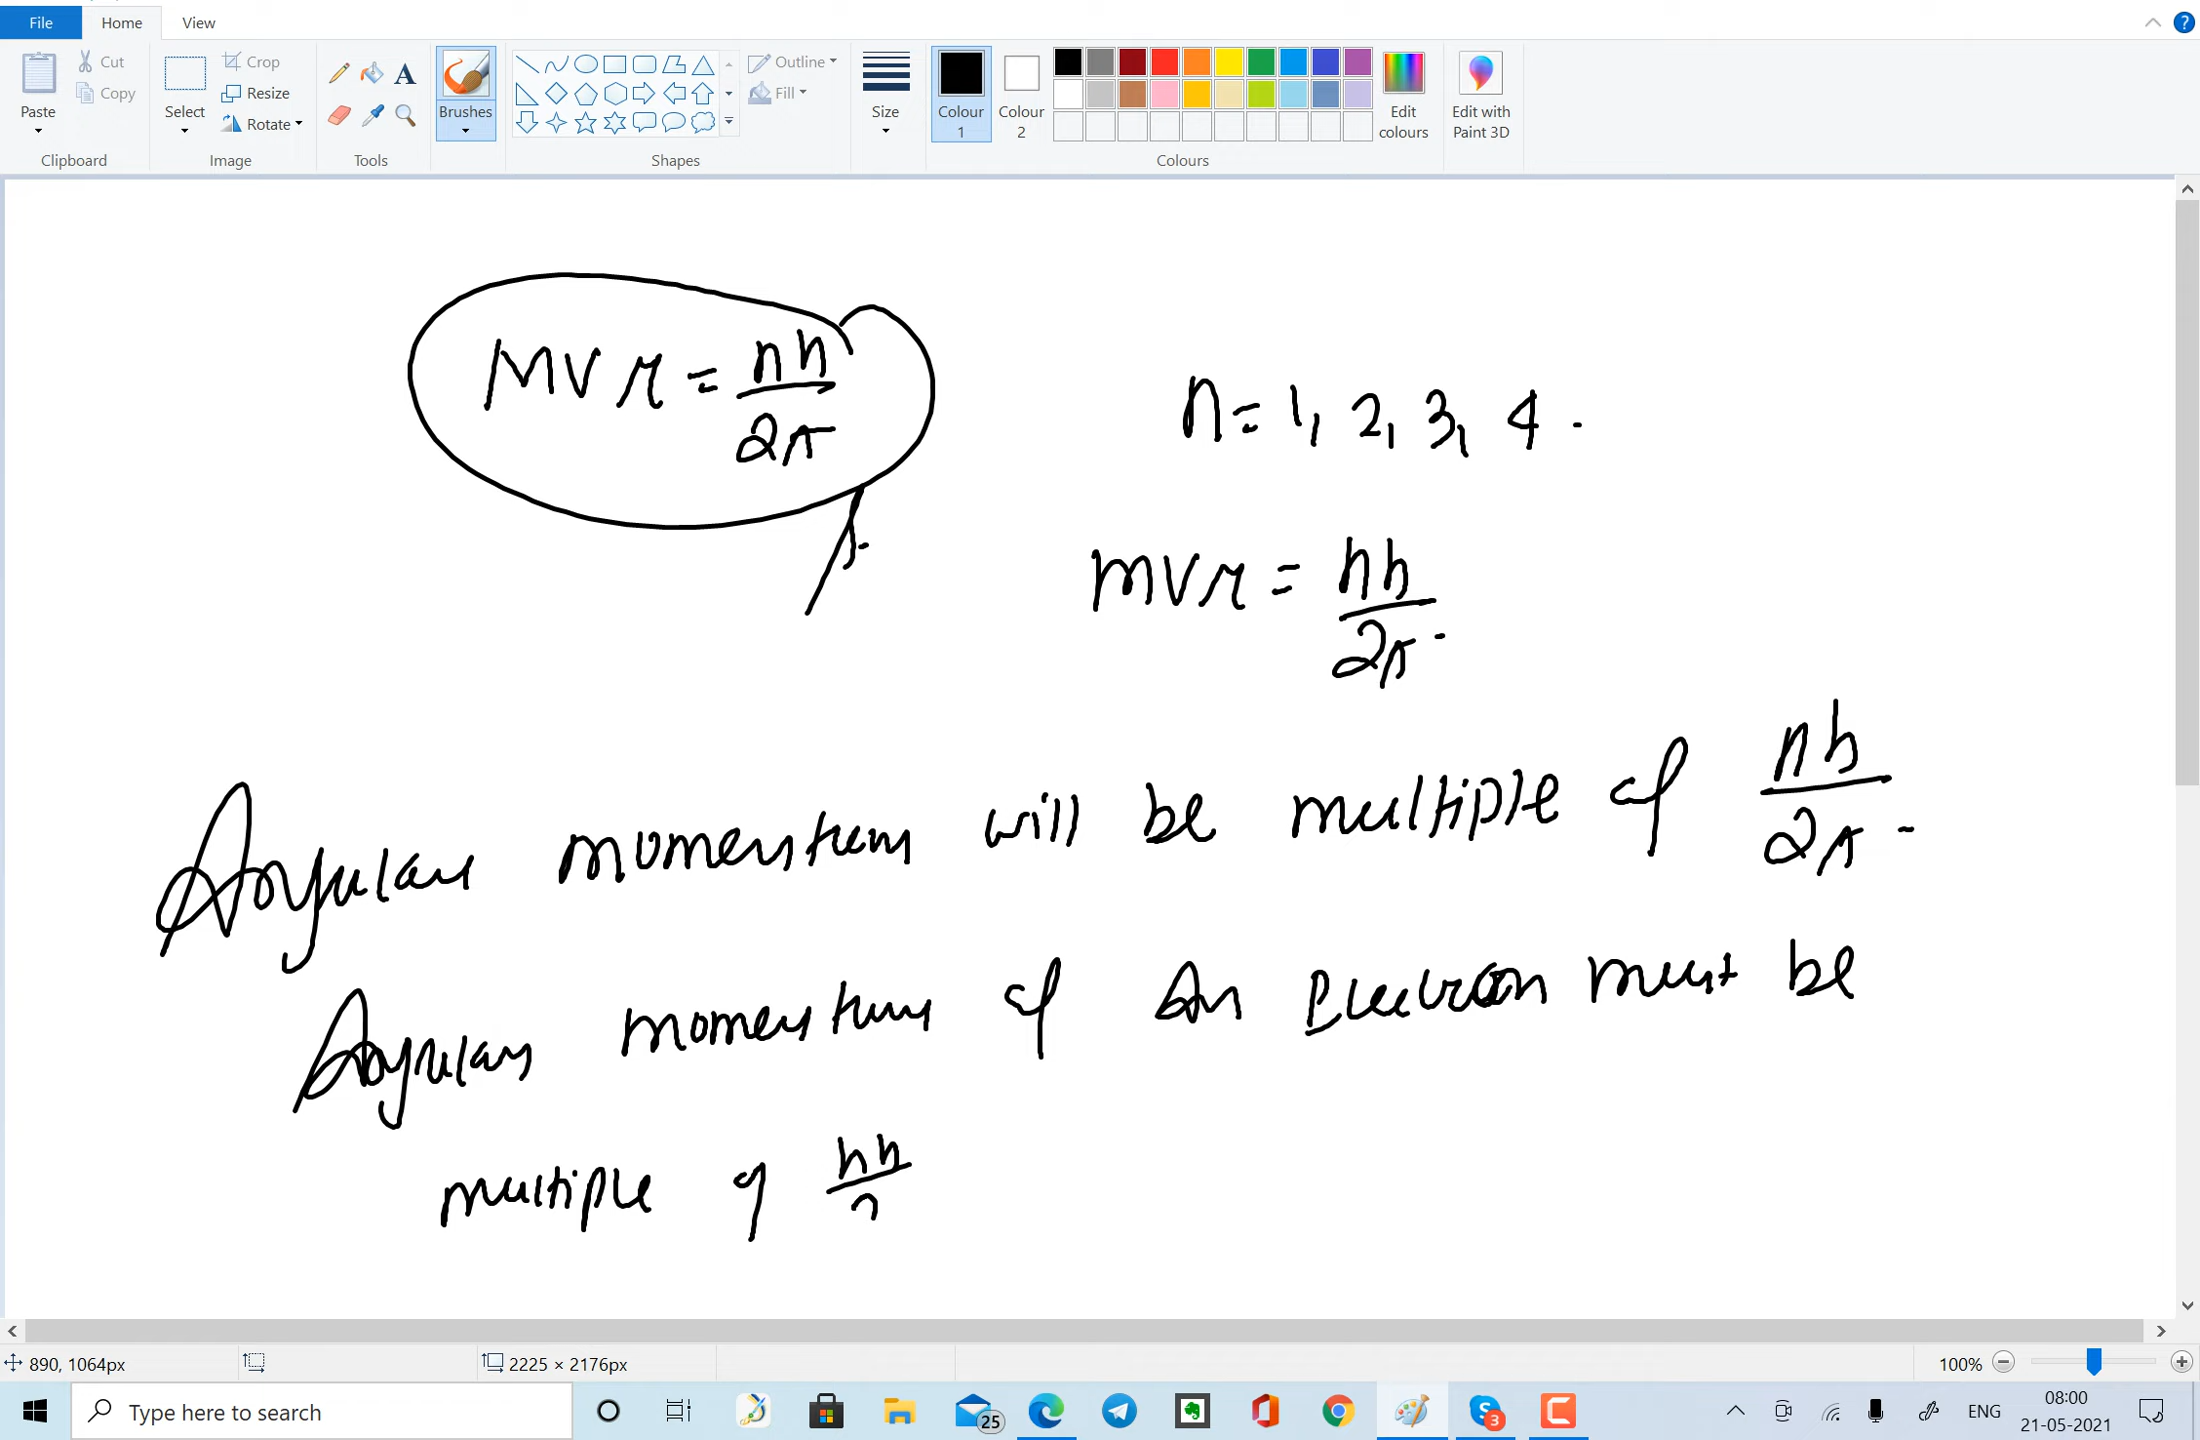 File Home View
Paste Cut Copy Clipboard
Select Crop Resize Rotate Image
Tools
Brushes
Outline Fill Shapes
Size
Colour 1 Colour 2 Edit colours Colours
Edit with Paint 3D
MVr = nh/2π
n = 1, 2, 3, 4 .
mvr = nh/2π
Angular momentum will be multiple of nh/2π
Angular momentum of An Electron must be
multiple of nh/2
890, 1064px 2225 × 2176px 100%
Type here to search 25 3 ENG 08:00
21-05-2021